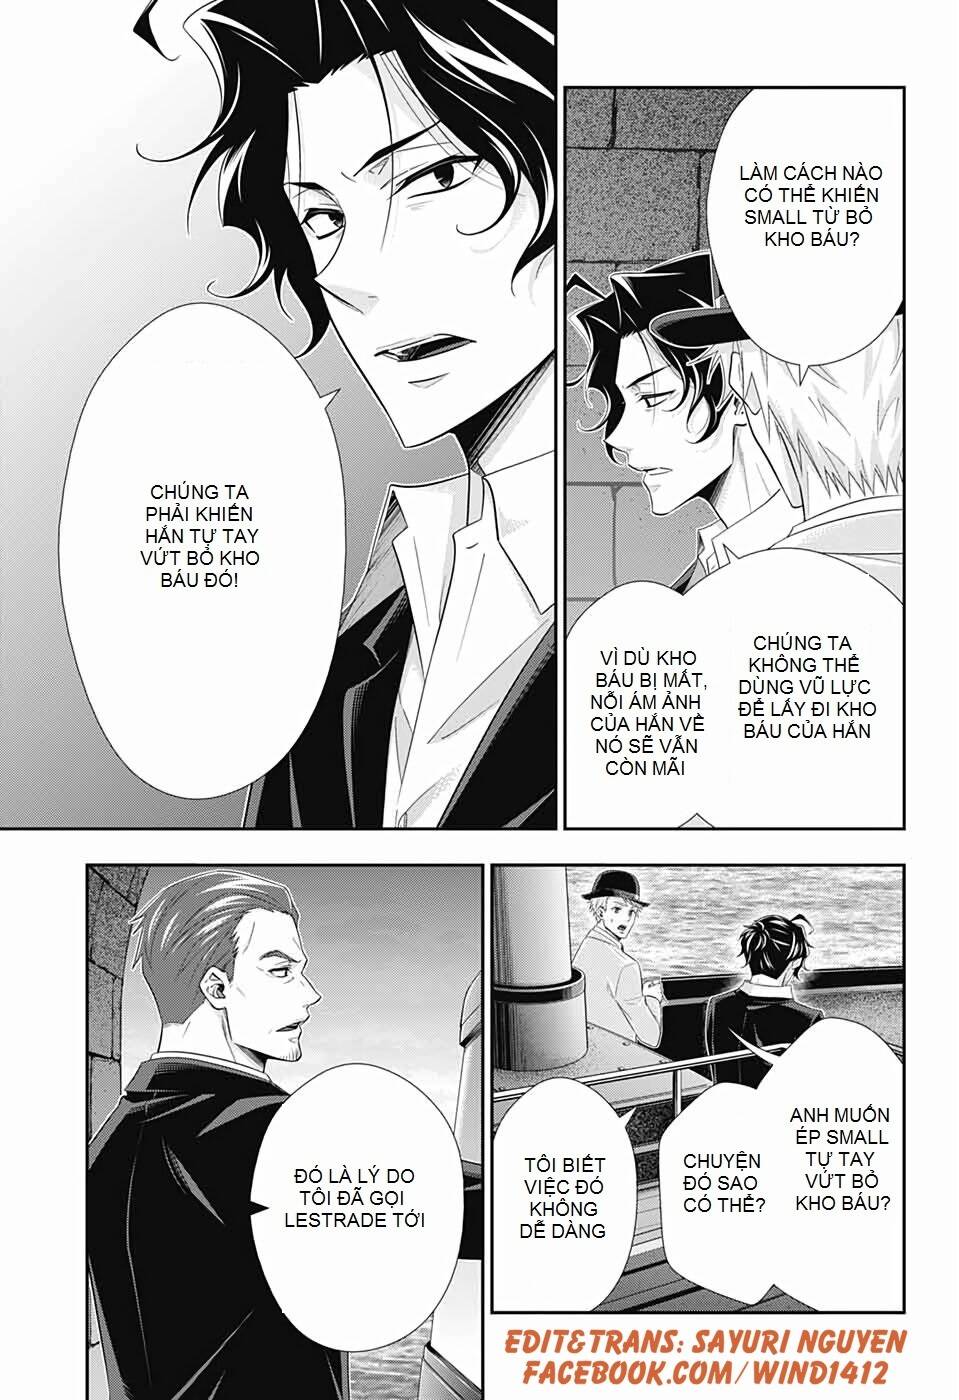 LÀM CÁCH NÀO
CÓ THỂ KHIẾN
SMALL TỪ BỎ
KHO BÁU?
CHÚNG TA
KHÔNG THỂ
DÙNG VŨ LỰC
ĐỂ LẤY ĐI KHO
BÁU CỦA HẮN
VÌ DÙ KHO
BÁU BỊ MẤT,
NỖI ÁM ẢNH
CỦA HẮN VỀ
NÓ SẼ VẪN
CÒN MÃI
CHÚNG TA
PHẢI KHIẾN
HẮN TỰ TAY
VỨT BỎ KHO
BÁU ĐÓ!
ANH MUỐN
ÉP SMALL
TỰ TAY
VỨT BỎ
KHO BÁU?
CHUYỆN
ĐÓ SAO
CÓ THỂ?
TÔI BIẾT
VIỆC ĐÓ
KHÔNG
DỄ DÀNG
ĐÓ LÀ LÝ DO
TÔI ĐÃ GỌI
LESTRADE TỚI
EDIT&TRANS: SAYURI NGUYEN
FACEBOOK.COM/WIND1412